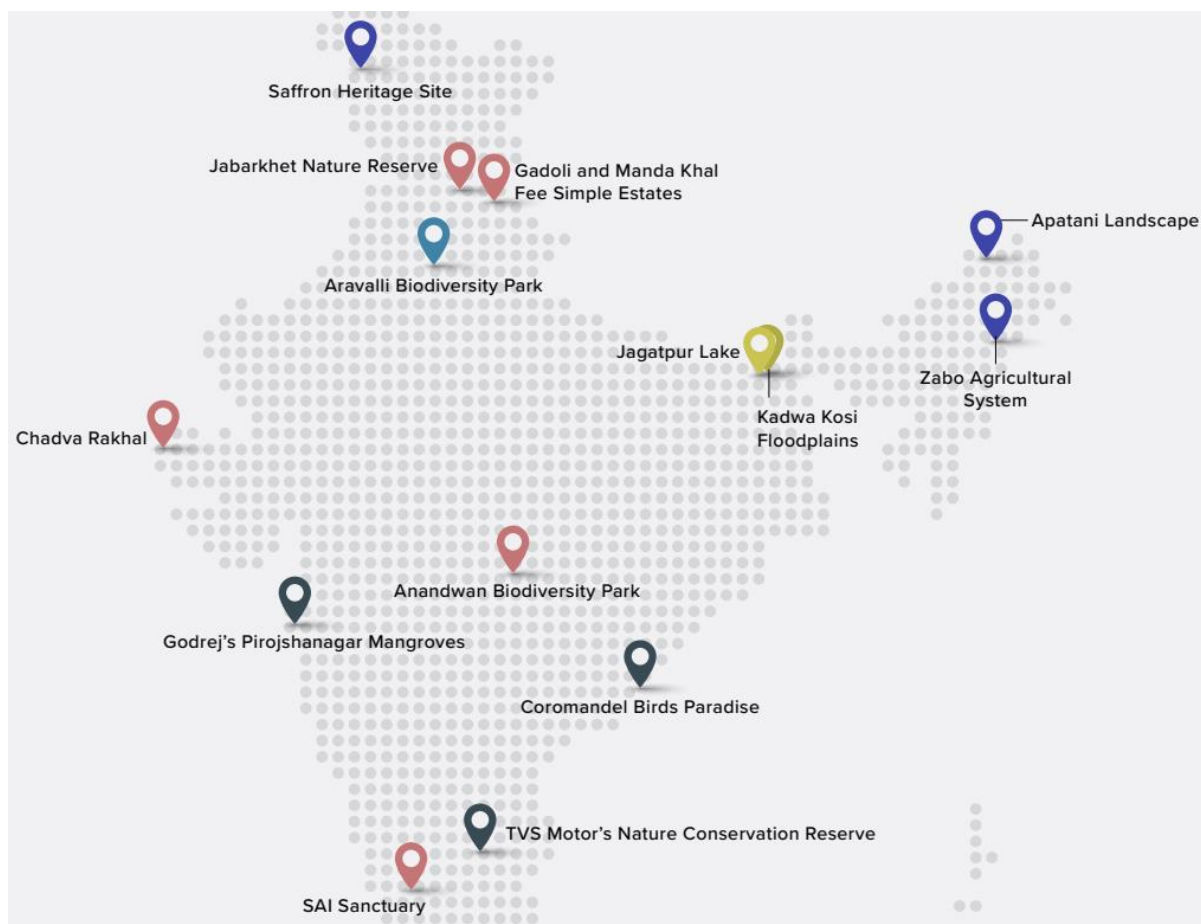 Saffron Heritage Site
Jabarkhet Nature Reserve
Gadoli and Manda Khal
Fee Simple Estates
Apatani Landscape
Aravalli Biodiversity Park
Jagatpur Lake
Zabo Agricultural
System
Kadwa Kosi
Floodplains
Chadva Rakhal
Anandwan Biodiversity Park
Godrej’s Pirojshanagar Mangroves
Coromandel Birds Paradise
TVS Motor’s Nature Conservation Reserve
SAI Sanctuary